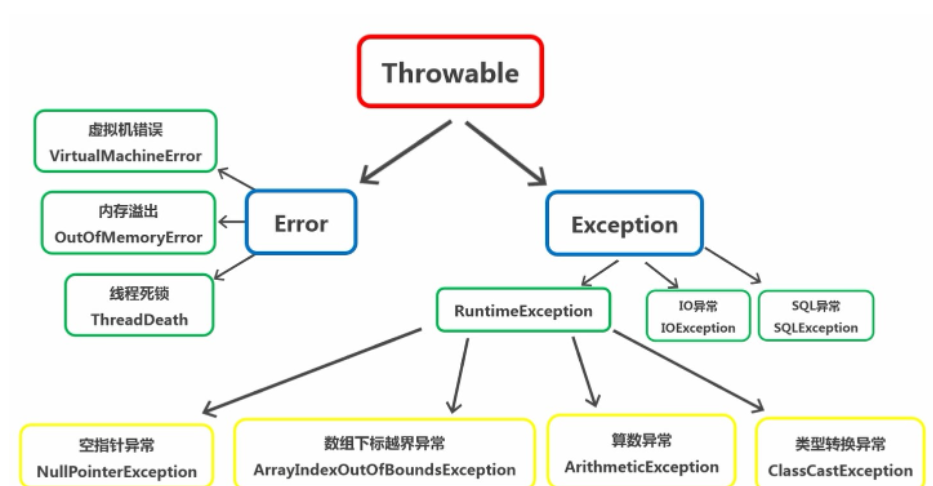 Throwable
虚拟机错误
VirtualMachineError
内存溢出
OutOfMemoryError
线程死锁
ThreadDeath
Error
Exception
RuntimeException
IO异常
IOException
SQL异常
SQLException
空指针异常
NullPointerException
数组下标越界异常
ArrayIndexOutOfBoundsException
算数异常
ArithmeticException
类型转换异常
ClassCastException